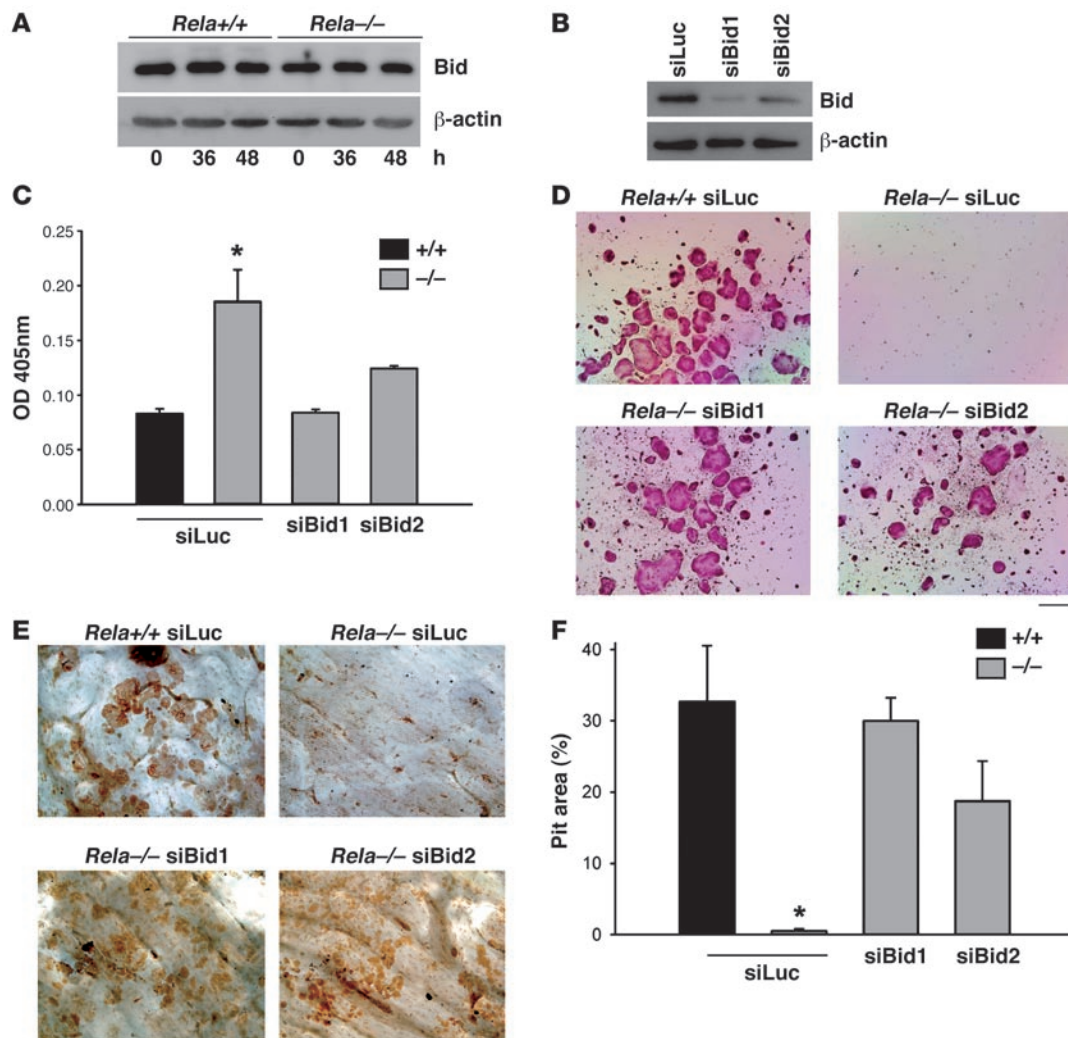 A
Rela+/+ Rela–/–
Bid
β-actin
0 36 48 0 36 48 h
B
siLuc siBid1 siBid2
Bid
β-actin
C
OD 405nm
0.25
0.20
0.15
0.10
0.05
0.00
*
+/+
–/–
siLuc siBid1 siBid2
D
Rela+/+ siLuc Rela–/– siLuc
Rela–/– siBid1 Rela–/– siBid2
E
Rela+/+ siLuc Rela–/– siLuc
Rela–/– siBid1 Rela–/– siBid2
F
Pit area (%)
40
30
20
10
0
*
+/+
–/–
siLuc siBid1 siBid2